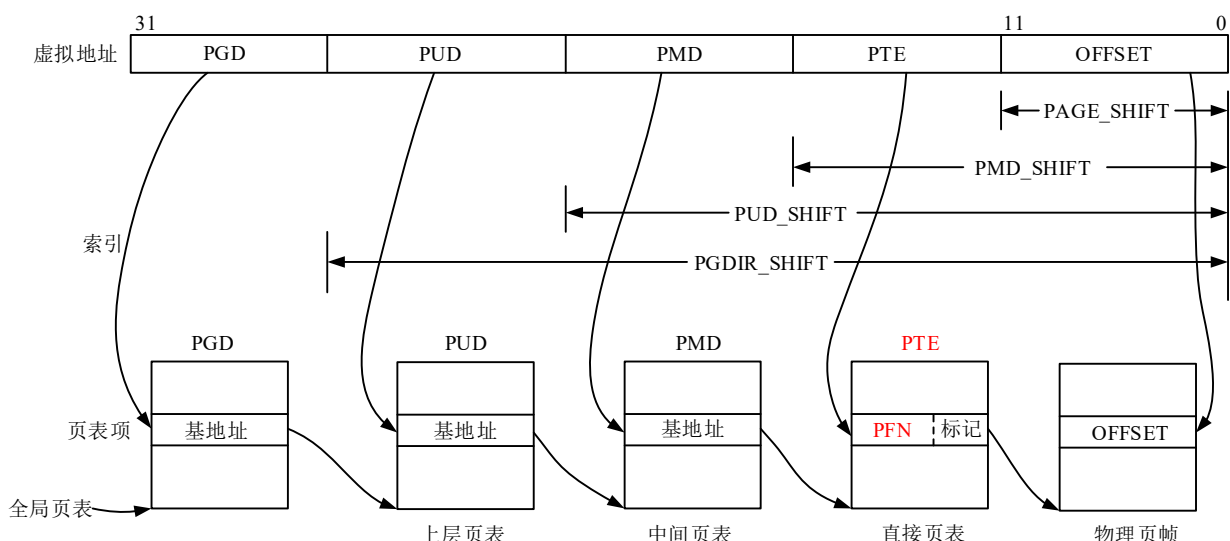 31 11 0
虚拟地址 PGD PUD PMD PTE OFFSET
PAGE_SHIFT
PMD_SHIFT
PUD_SHIFT
索引
PGDIR_SHIFT
PGD PUD PMD PTE
页表项 基地址 基地址 基地址 PFN 标记 OFFSET
全局页表
上层页表 中间页表 直接页表 物理页帧